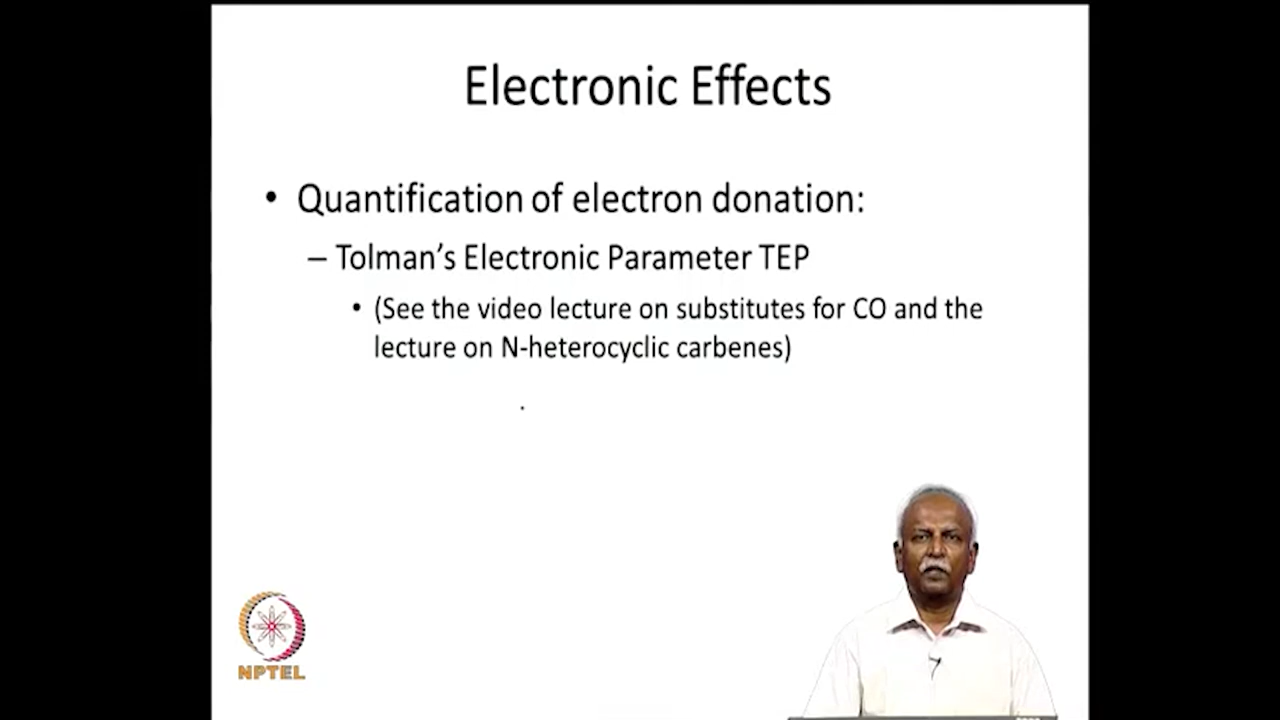 Electronic Effects
• Quantification of electron donation:
– Tolman’s Electronic Parameter TEP
• (See the video lecture on substitutes for CO and the
lecture on N-heterocyclic carbenes)
NPTEL